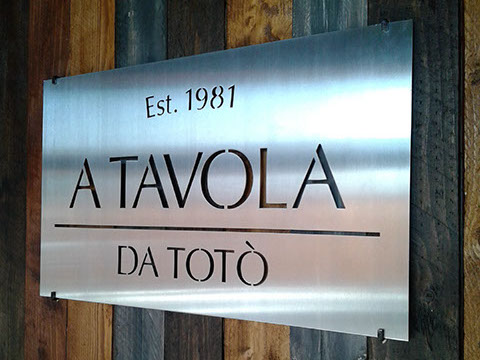 Est. 1981
A TAVOLA
DA TOTÒ